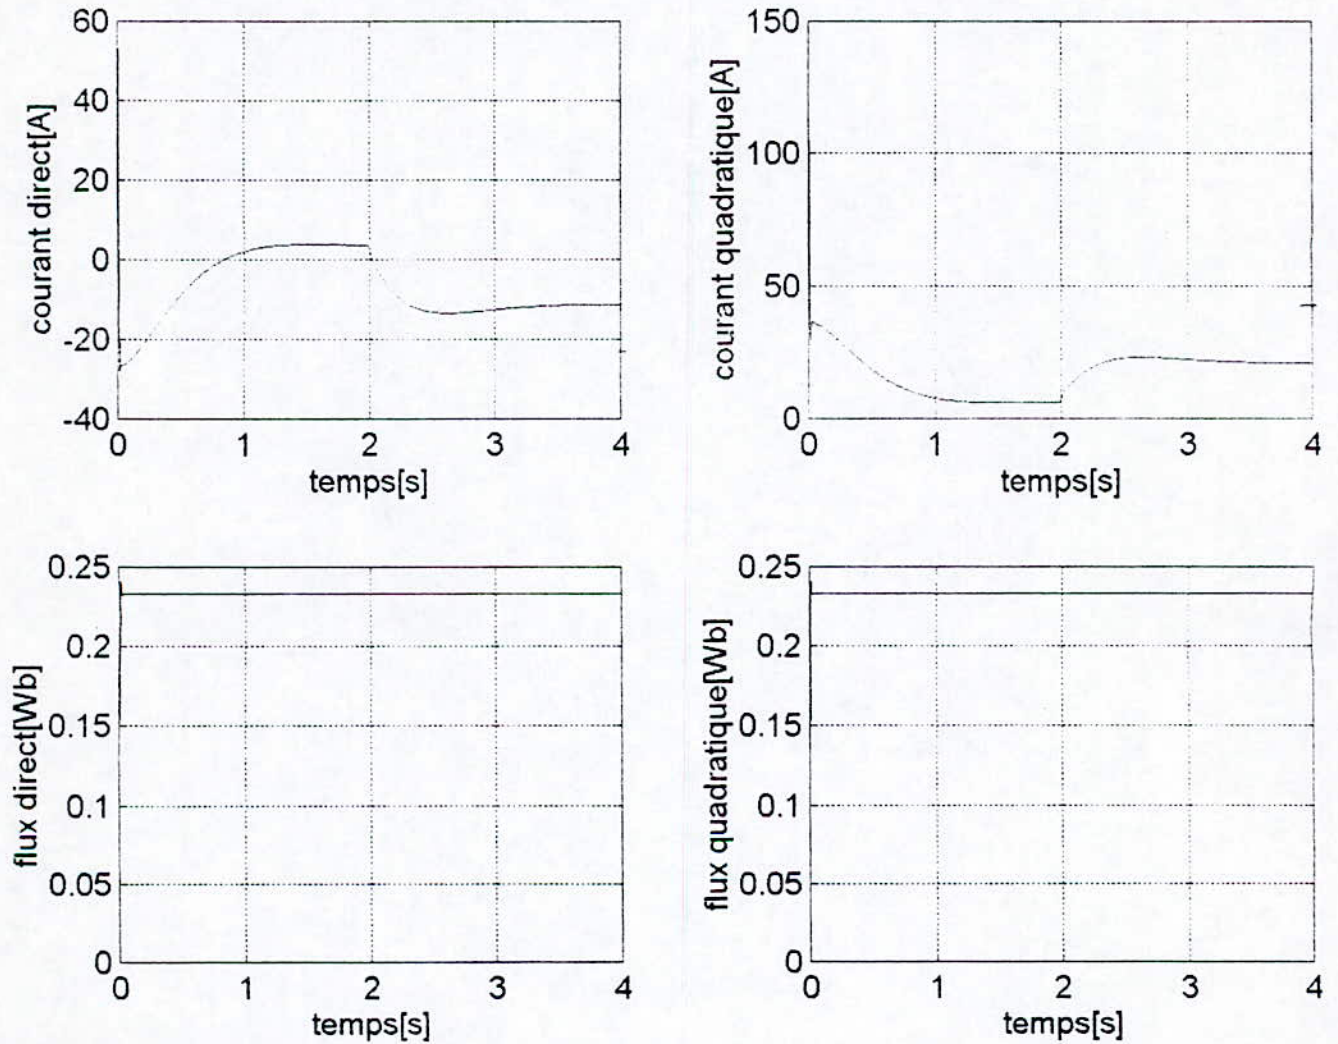 60
40
20
0
-20
-40
courant direct[A]
0 1 2 3 4
temps[s]
150
100
50
0
courant quadratique[A]
0 1 2 3 4
temps[s]
0.25
0.2
0.15
0.1
0.05
0
flux direct[Wb]
0 1 2 3 4
temps[s]
0.25
0.2
0.15
0.1
0.05
0
flux quadratique[Wb]
0 1 2 3 4
temps[s]